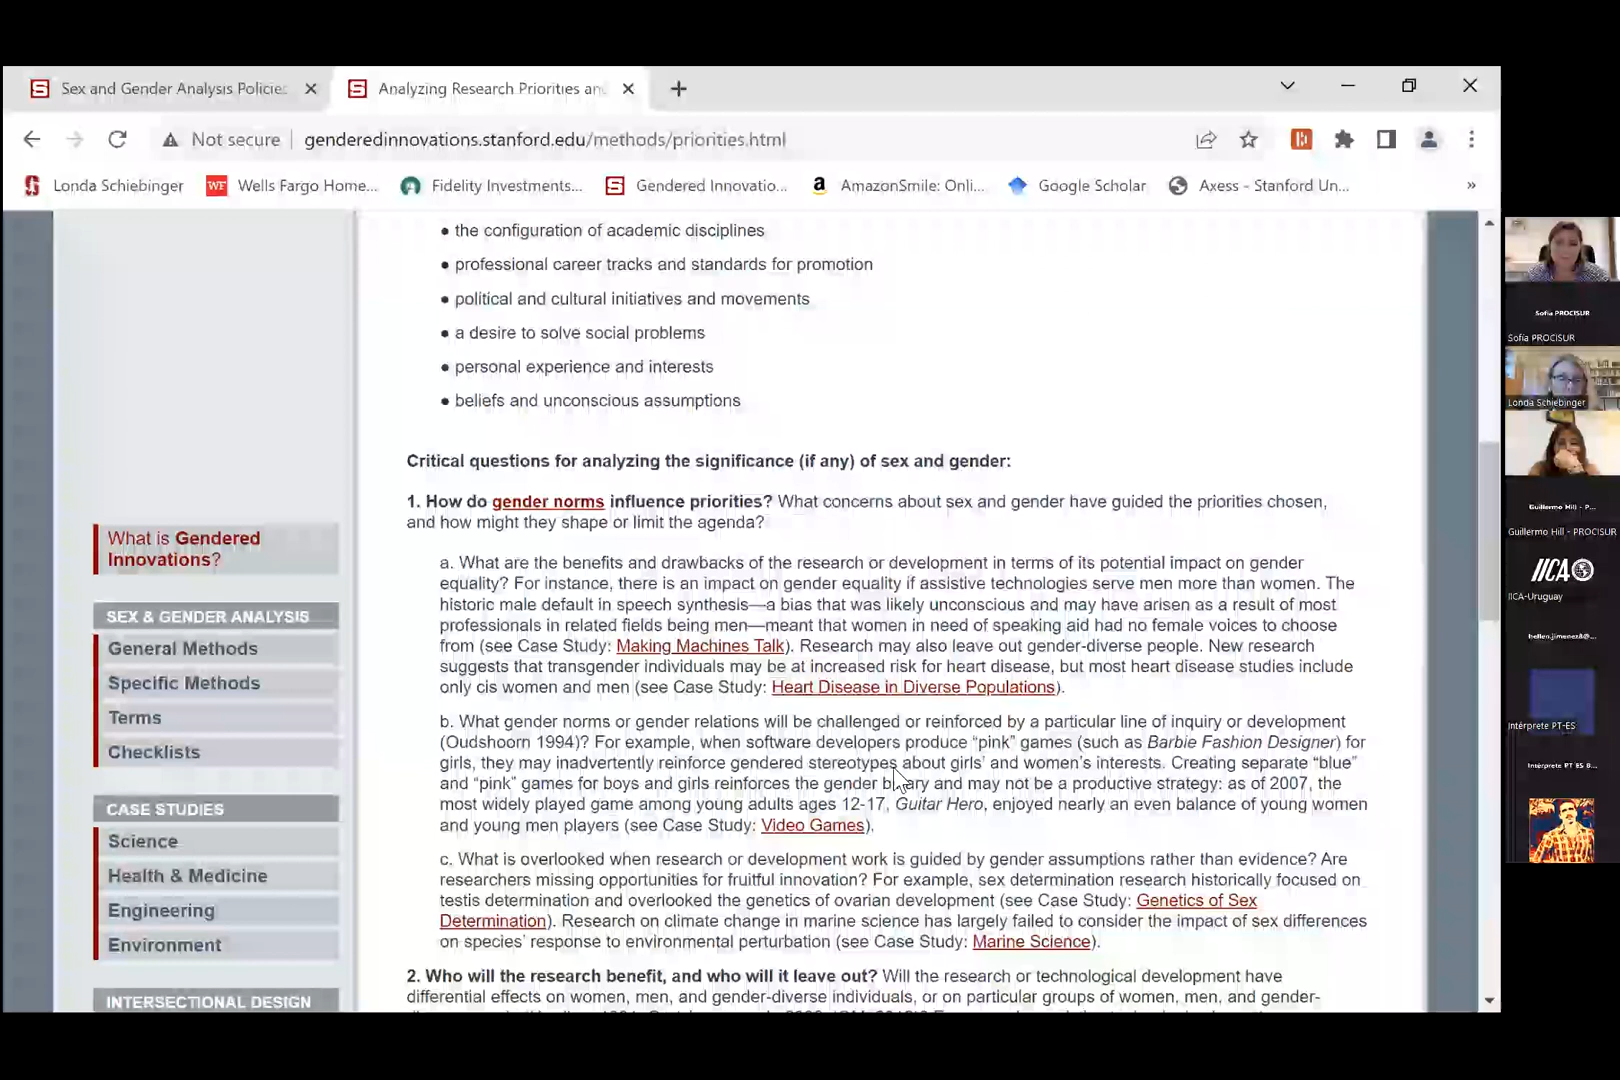 Sex and Gender Analysis Policie
Analyzing Research Priorities an
Not secure
genderedinnovations.stanford.edu/methods/priorities.html
Londa Schiebinger
WF
Wells Fargo Home...
Fidelity Investments...
Gendered Innovatio...
a
AmazonSmile: Onli...
Google Scholar
Axess - Stanford Un...
»
• the configuration of academic disciplines
• professional career tracks and standards for promotion
• political and cultural initiatives and movements
• a desire to solve social problems
• personal experience and interests
• beliefs and unconscious assumptions
Critical questions for analyzing the significance (if any) of sex and gender:
1. How do gender norms influence priorities? What concerns about sex and gender have guided the priorities chosen,
and how might they shape or limit the agenda?
a. What are the benefits and drawbacks of the research or development in terms of its potential impact on gender
equality? For instance, there is an impact on gender equality if assistive technologies serve men more than women. The
historic male default in speech synthesis—a bias that was likely unconscious and may have arisen as a result of most
professionals in related fields being men—meant that women in need of speaking aid had no female voices to choose
from (see Case Study: Making Machines Talk). Research may also leave out gender-diverse people. New research
suggests that transgender individuals may be at increased risk for heart disease, but most heart disease studies include
only cis women and men (see Case Study: Heart Disease in Diverse Populations).
b. What gender norms or gender relations will be challenged or reinforced by a particular line of inquiry or development
(Oudshoorn 1994)? For example, when software developers produce “pink” games (such as Barbie Fashion Designer) for
girls, they may inadvertently reinforce gendered stereotypes about girls’ and women’s interests. Creating separate “blue”
and “pink” games for boys and girls reinforces the gender binary and may not be a productive strategy: as of 2007, the
most widely played game among young adults ages 12-17, Guitar Hero, enjoyed nearly an even balance of young women
and young men players (see Case Study: Video Games).
c. What is overlooked when research or development work is guided by gender assumptions rather than evidence? Are
researchers missing opportunities for fruitful innovation? For example, sex determination research historically focused on
testis determination and overlooked the genetics of ovarian development (see Case Study: Genetics of Sex
Determination). Research on climate change in marine science has largely failed to consider the impact of sex differences
on species’ response to environmental perturbation (see Case Study: Marine Science).
2. Who will the research benefit, and who will it leave out? Will the research or technological development have
differential effects on women, men, and gender-diverse individuals, or on particular groups of women, men, and gender-
What is Gendered
Innovations?
SEX & GENDER ANALYSIS
General Methods
Specific Methods
Terms
Checklists
CASE STUDIES
Science
Health & Medicine
Engineering
Environment
INTERSECTIONAL DESIGN
Sofía PROCISUR
Sofía PROCISUR
Londa Schiebinger
Guillermo Hill - P...
Guillermo Hill - PROCISUR
IICA
IICA-Uruguay
hellen.jimenez8@...
Intérprete PT-ES
Intérprete PT ES B...